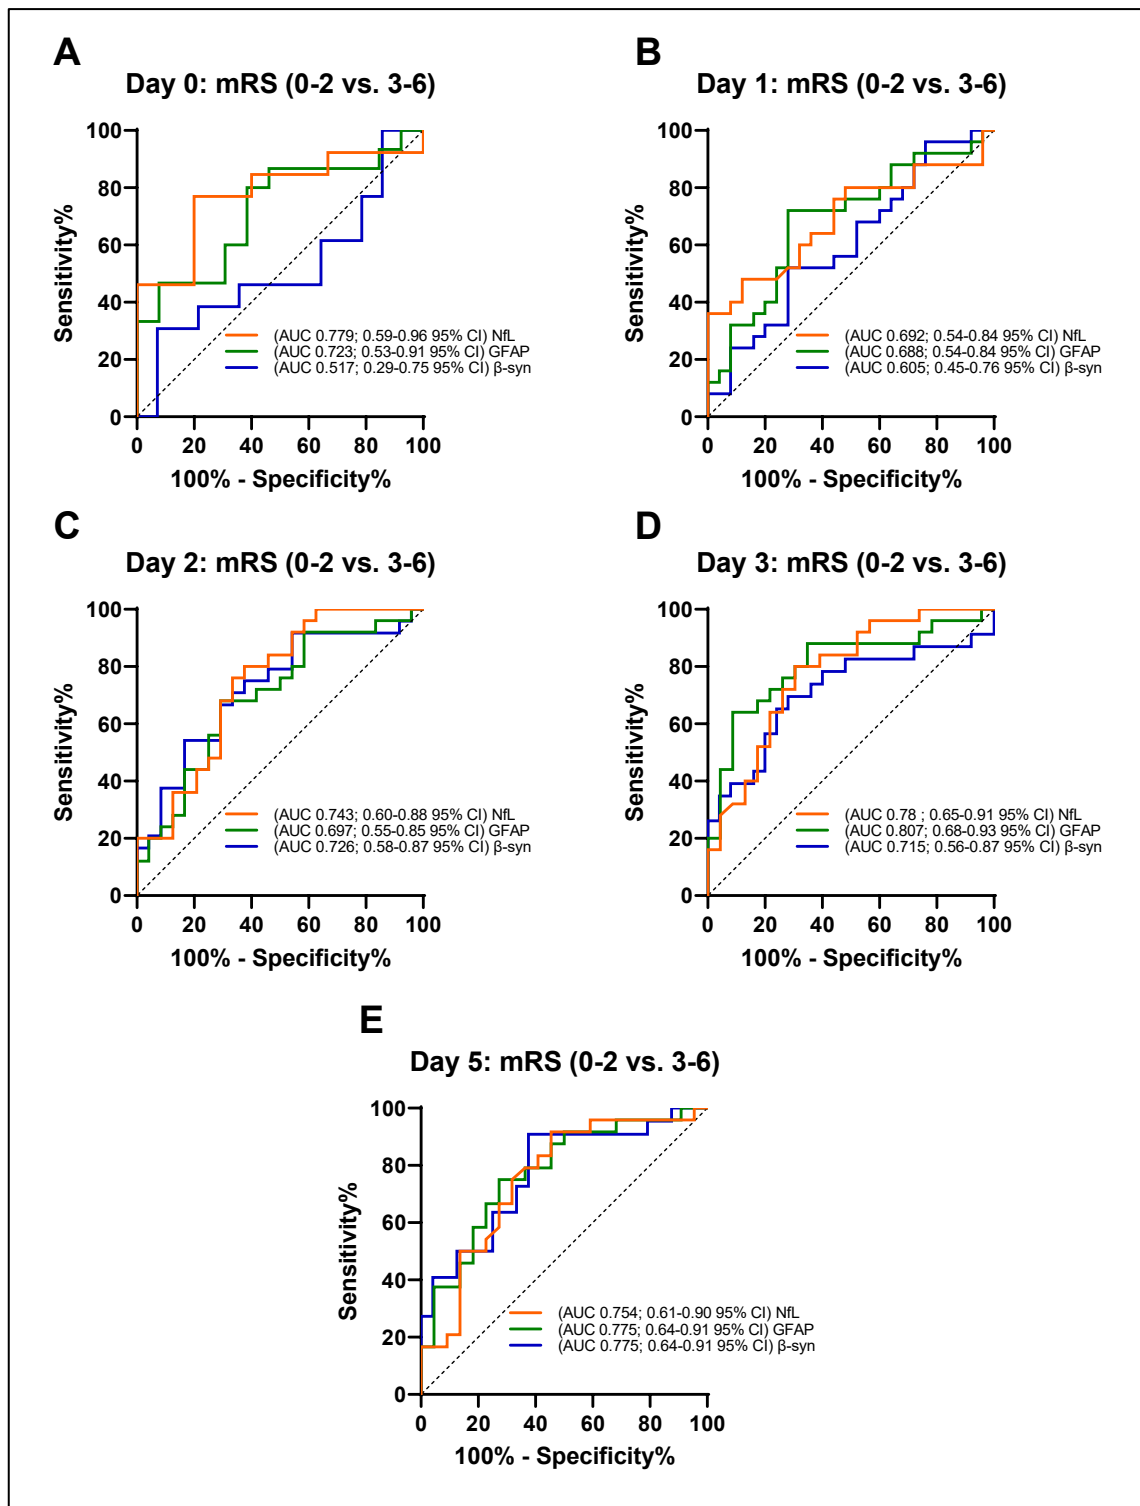 A
Day 0: mRS (0-2 vs. 3-6)
100
80
60
40
20
0
Sensitivity%
(AUC 0.779; 0.59-0.96 95% CI) NfL
(AUC 0.723; 0.53-0.91 95% CI) GFAP
(AUC 0.517; 0.29-0.75 95% CI) β-syn
0 20 40 60 80 100
100% - Specificity%
B
Day 1: mRS (0-2 vs. 3-6)
100
80
60
40
20
0
Sensitivity%
(AUC 0.692; 0.54-0.84 95% CI) NfL
(AUC 0.688; 0.54-0.84 95% CI) GFAP
(AUC 0.605; 0.45-0.76 95% CI) β-syn
0 20 40 60 80 100
100% - Specificity%
C
Day 2: mRS (0-2 vs. 3-6)
100
80
60
40
20
0
Sensitivity%
(AUC 0.743; 0.60-0.88 95% CI) NfL
(AUC 0.697; 0.55-0.85 95% CI) GFAP
(AUC 0.726; 0.58-0.87 95% CI) β-syn
0 20 40 60 80 100
100% - Specificity%
D
Day 3: mRS (0-2 vs. 3-6)
100
80
60
40
20
0
Sensitivity%
(AUC 0.78 ; 0.65-0.91 95% CI) NfL
(AUC 0.807; 0.68-0.93 95% CI) GFAP
(AUC 0.715; 0.56-0.87 95% CI) β-syn
0 20 40 60 80 100
100% - Specificity%
E
Day 5: mRS (0-2 vs. 3-6)
100
80
60
40
20
0
Sensitivity%
(AUC 0.754; 0.61-0.90 95% CI) NfL
(AUC 0.775; 0.64-0.91 95% CI) GFAP
(AUC 0.775; 0.64-0.91 95% CI) β-syn
0 20 40 60 80 100
100% - Specificity%